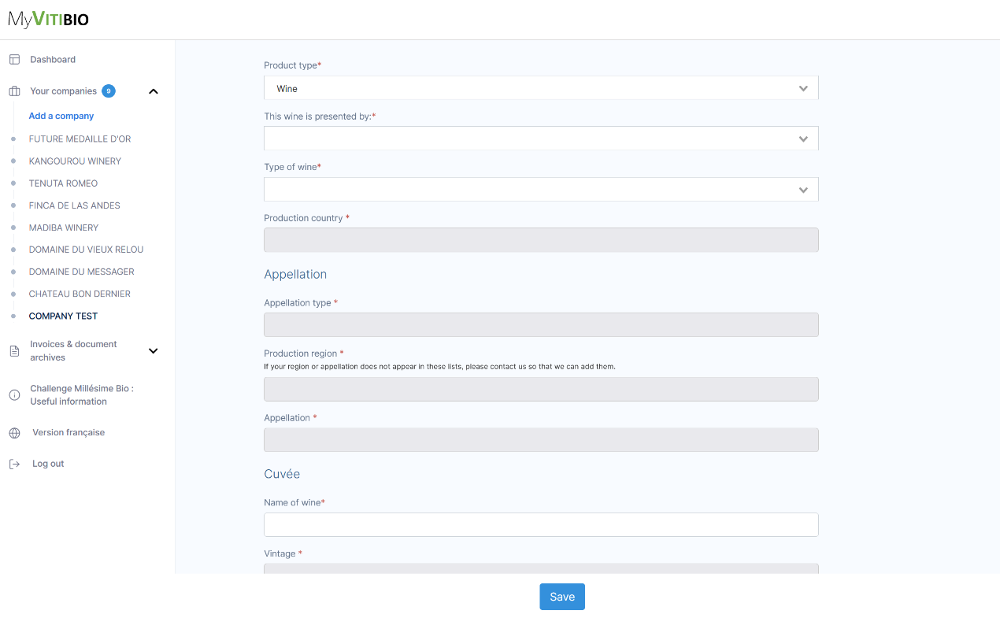 MyVitiBIO
Dashboard
Your companies 9
Add a company
FUTURE MEDAILLE D'OR
KANGOUROU WINERY
TENUTA ROMEO
FINCA DE LAS ANDES
MADIBA WINERY
DOMAINE DU VIEUX RELOU
DOMAINE DU MESSAGER
CHATEAU BON DERNIER
COMPANY TEST
Invoices & document
archives
Challenge Millésime Bio :
Useful information
Version française
Log out
Product type*
Wine
This wine is presented by:*
Type of wine*
Production country *
Appellation
Appellation type *
Production region *
If your region or appellation does not appear in these lists, please contact us so that we can add them.
Appellation *
Cuvée
Name of wine*
Vintage *
Save